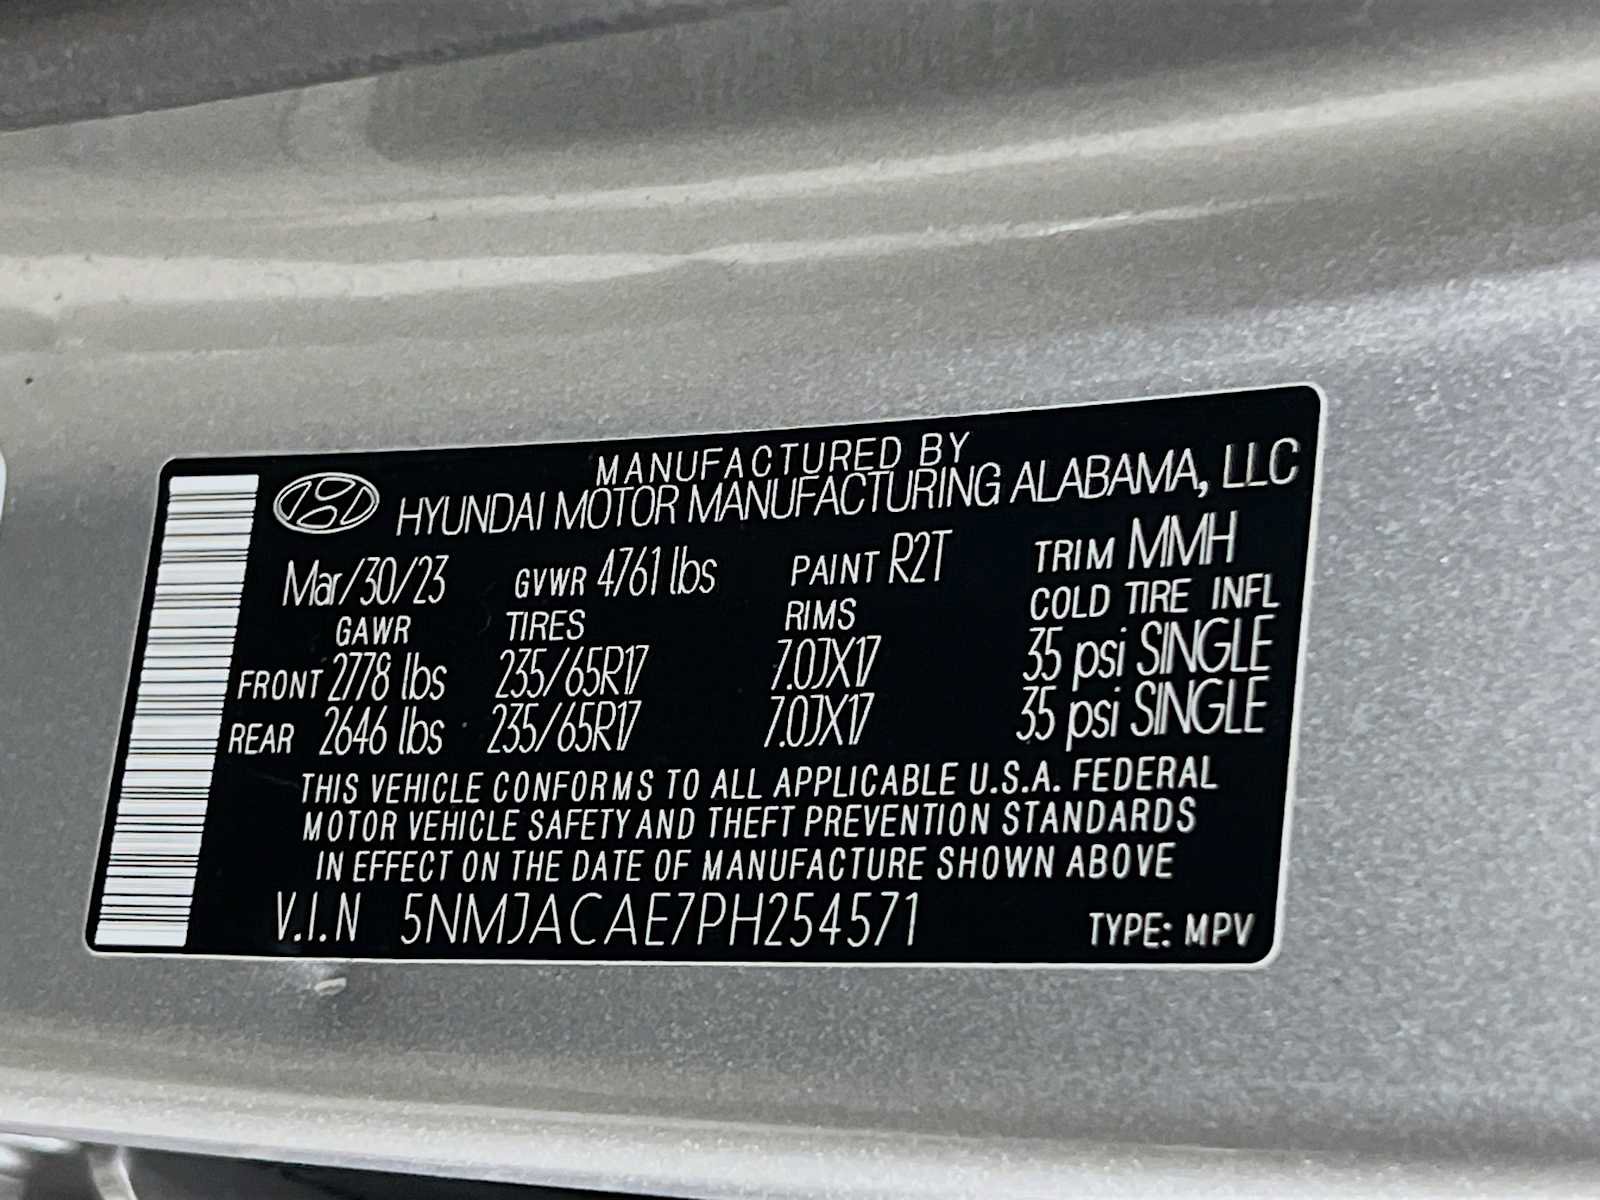 MANUFACTURED BY
HYUNDAI MOTOR MANUFACTURING ALABAMA, LLC
Mar/30/23 GVWR 4761 lbs PAINT R2T TRIM MMH
GAWR TIRES RIMS COLD TIRE INFL
FRONT 2778 lbs 235/65R17 7.0JX17 35 psi SINGLE
REAR 2646 lbs 235/65R17 7.0JX17 35 psi SINGLE
THIS VEHICLE CONFORMS TO ALL APPLICABLE U.S.A. FEDERAL
MOTOR VEHICLE SAFETY AND THEFT PREVENTION STANDARDS
IN EFFECT ON THE DATE OF MANUFACTURE SHOWN ABOVE
V.I.N 5NMJACAE7PH254571 TYPE: MPV